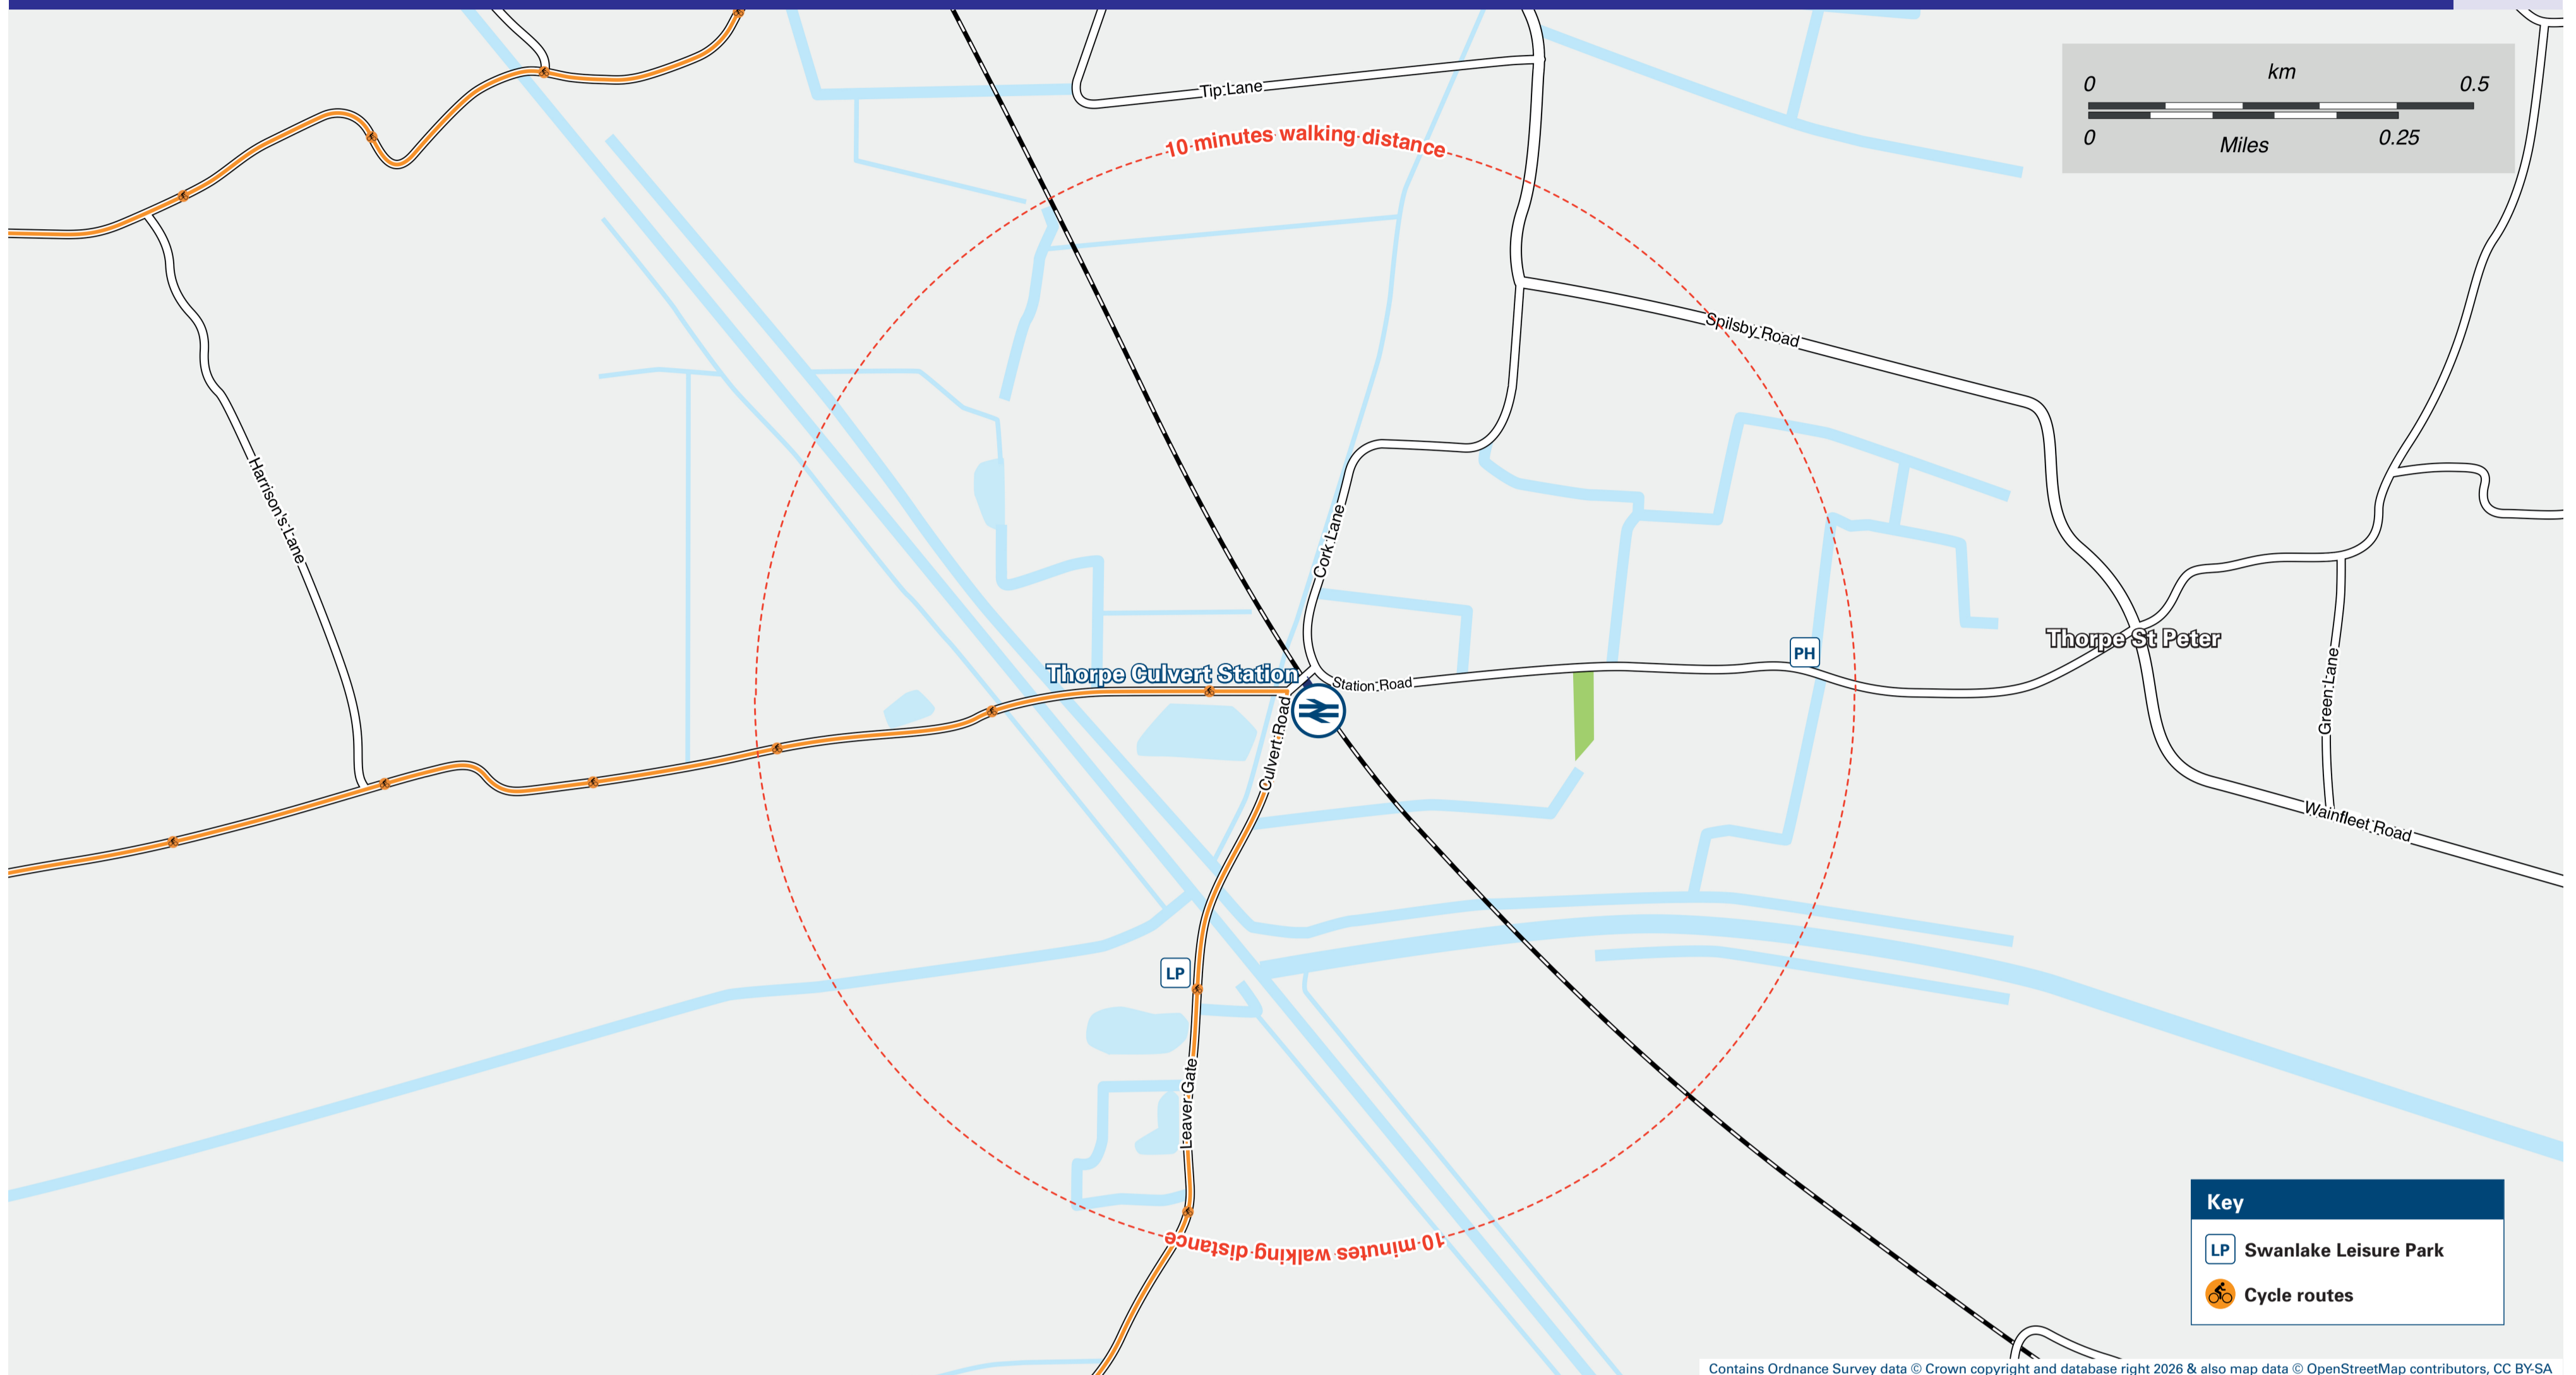 km
0 0.5
0 0.25
Miles
Tip Lane
10 minutes walking distance
Spilsby Road
Harrison's Lane
Cork Lane
PH
Thorpe St Peter
Thorpe Culvert Station
Station Road
Green Lane
Culvert Road
Wainfleet Road
LP
Leaver Gate
10 minutes walking distance
Key
LP Swanlake Leisure Park
Cycle routes
Contains Ordnance Survey data © Crown copyright and database right 2026 & also map data © OpenStreetMap contributors, CC BY-SA